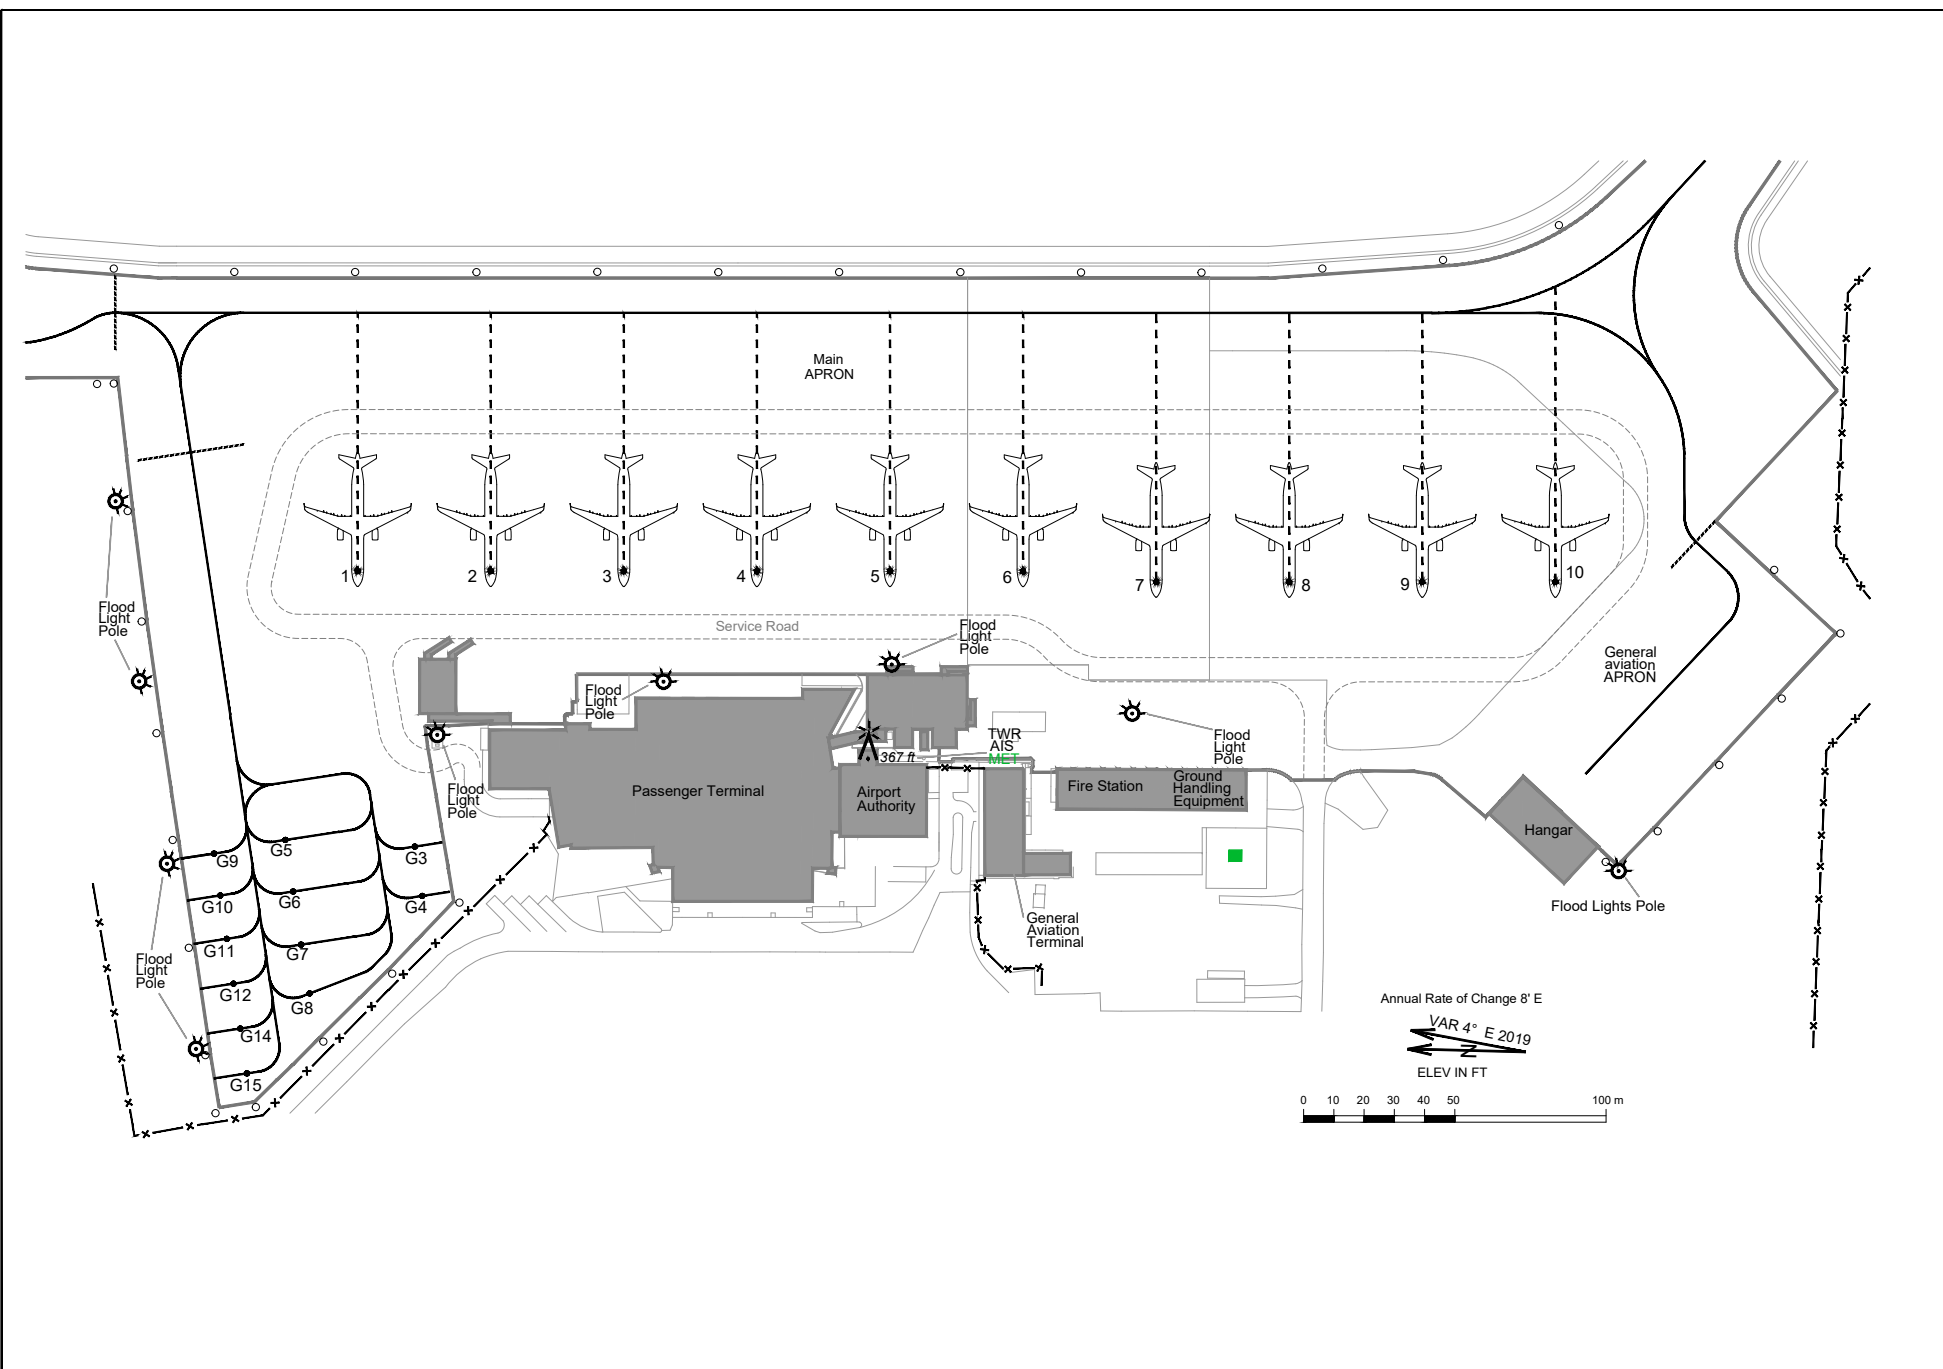 Main
APRON
1
2
3
4
5
6
7
8
9
10
Service Road
Flood
Light
Pole
Flood
Light
Pole
Flood
Light
Pole
Flood
Light
Pole
Flood
Light
Pole
Flood
Light
Pole
General
aviation
APRON
TWR
AIS
MET
367 ft
Passenger Terminal
Airport
Authority
Fire Station
Ground
Handling
Equipment
Hangar
Flood Lights Pole
General
Aviation
Terminal
G9
G5
G3
G10
G6
G4
G11
G7
G12
G8
G14
G15
Annual Rate of Change 8' E
VAR 4° E 2019
N
ELEV IN FT
0 10 20 30 40 50 100 m